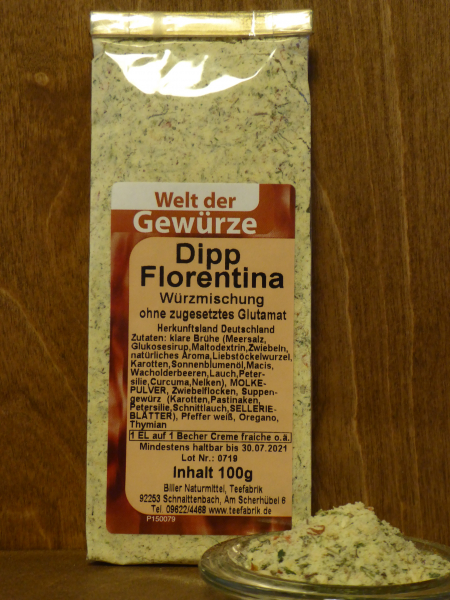 Welt der
Gewürze
Dipp
Florentina
Würzmischung
ohne zugesetztes Glutamat
Herkunftsland Deutschland
Zutaten: klare Brühe (Meersalz,
Glukosesirup,Maltodextrin,Zwiebeln,
natürliches Aroma,Liebstöckelwurzel,
Karotten,Sonnenblumenöl,Macis,
Wacholderbeeren,Lauch,Peter-
silie,Curcuma,Nelken), MOLKE-
PULVER, Zwiebelflocken, Suppen-
gewürz (Karotten,Pastinaken,
Petersilie,Schnittlauch,SELLERIE-
BLÄTTER), Pfeffer weiß, Oregano,
Thymian
1 EL auf 1 Becher Creme fraiche o.ä.
Mindestens haltbar bis 30.07.2021
Lot Nr.: 0719
Inhalt 100g
Biller Naturmittel, Teefabrik
92253 Schnaittenbach, Am Scherhübel 6
Tel. 09622/4469 www.teefabrik.de
P150079